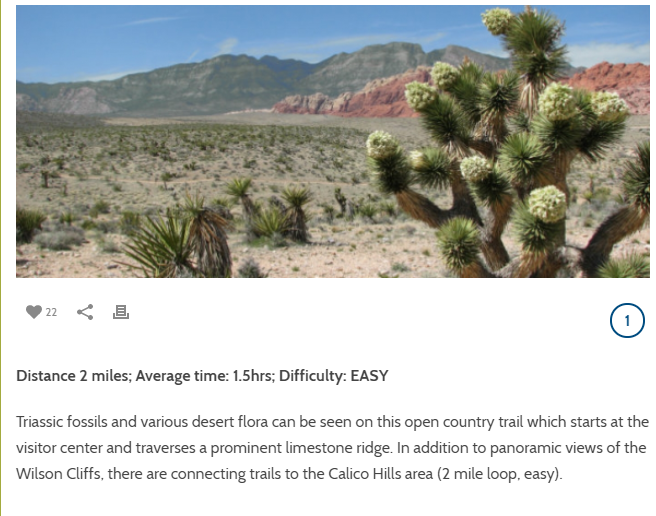 22
1
Distance 2 miles; Average time: 1.5hrs; Difficulty: EASY
Triassic fossils and various desert flora can be seen on this open country trail which starts at the
visitor center and traverses a prominent limestone ridge. In addition to panoramic views of the
Wilson Cliffs, there are connecting trails to the Calico Hills area (2 mile loop, easy).